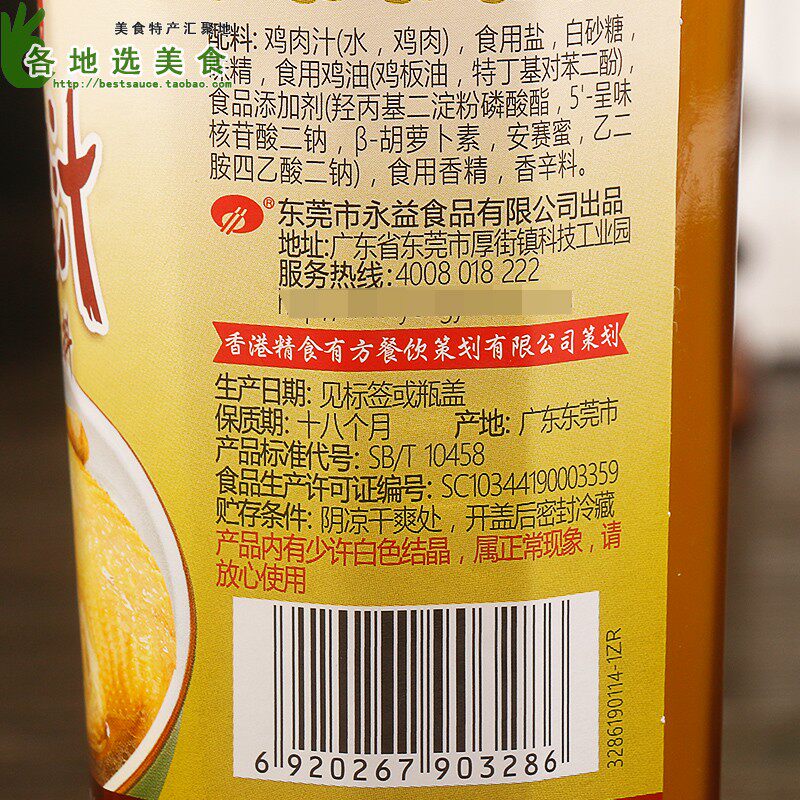 美食特产汇聚地
各地选美食
http://bestsauce.taobao.com
汁
配料: 鸡肉汁(水，鸡肉)，食用盐，白砂糖，
味精，食用鸡油(鸡板油，特丁基对苯二酚)，
食品添加剂(羟丙基二淀粉磷酸酯，5'-呈味
核苷酸二钠，β-胡萝卜素，安赛蜜，乙二
胺四乙酸二钠)，食用香精，香辛料。
® 东莞市永益食品有限公司出品
地址:广东省东莞市厚街镇科技工业园
服务热线:4008 018 222
香港精食有方餐饮策划有限公司策划
生产日期: 见标签或瓶盖
保质期: 十八个月 产地: 广东东莞市
产品标准代号: SB/T 10458
食品生产许可证编号: SC10344190003359
贮存条件: 阴凉干爽处，开盖后密封冷藏
产品内有少许白色结晶，属正常现象，请
放心使用
6 920267 903286
3286190114-1ZR